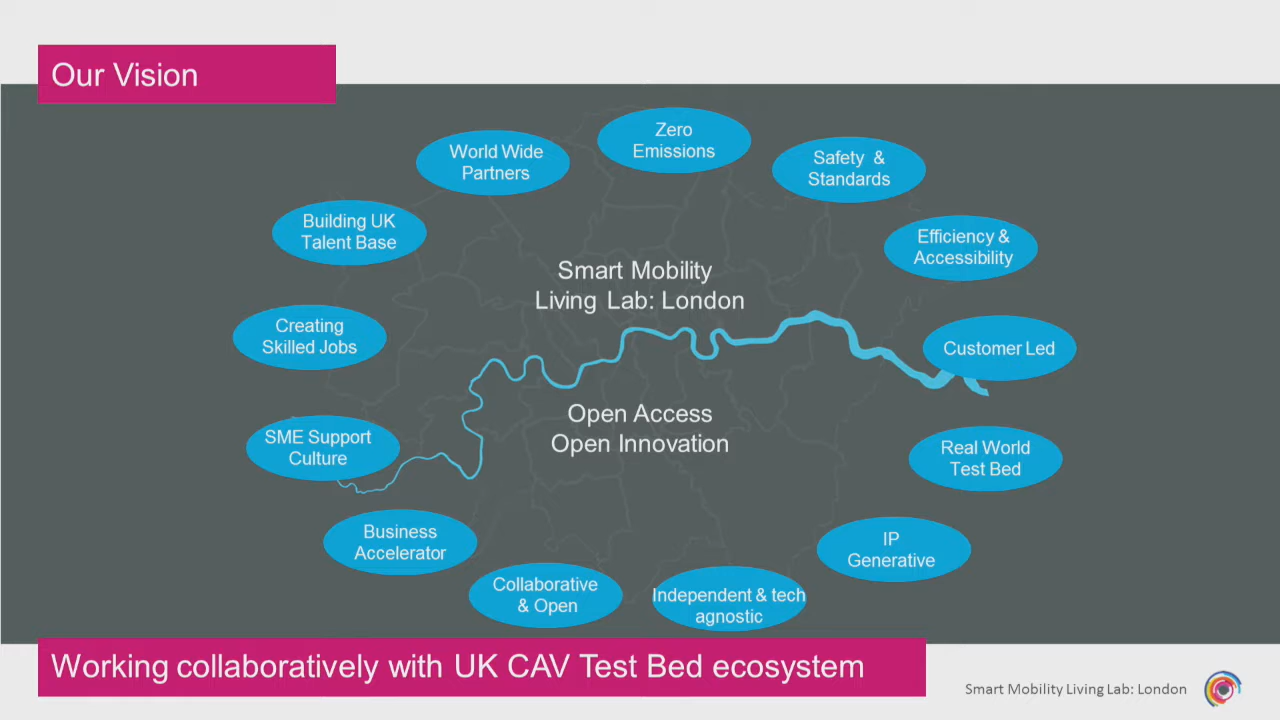 Our Vision
Zero
Emissions
World Wide
Partners
Safety & 
Standards
Building UK
Talent Base
Efficiency &
Accessibility
Smart Mobility
Living Lab: London
Creating
Skilled Jobs
Customer Led
Open Access
Open Innovation
SME Support
Culture
Real World
Test Bed
Business
Accelerator
IP
Generative
Collaborative
& Open
Independent & tech
agnostic
Working collaboratively with UK CAV Test Bed ecosystem
Smart Mobility Living Lab: London